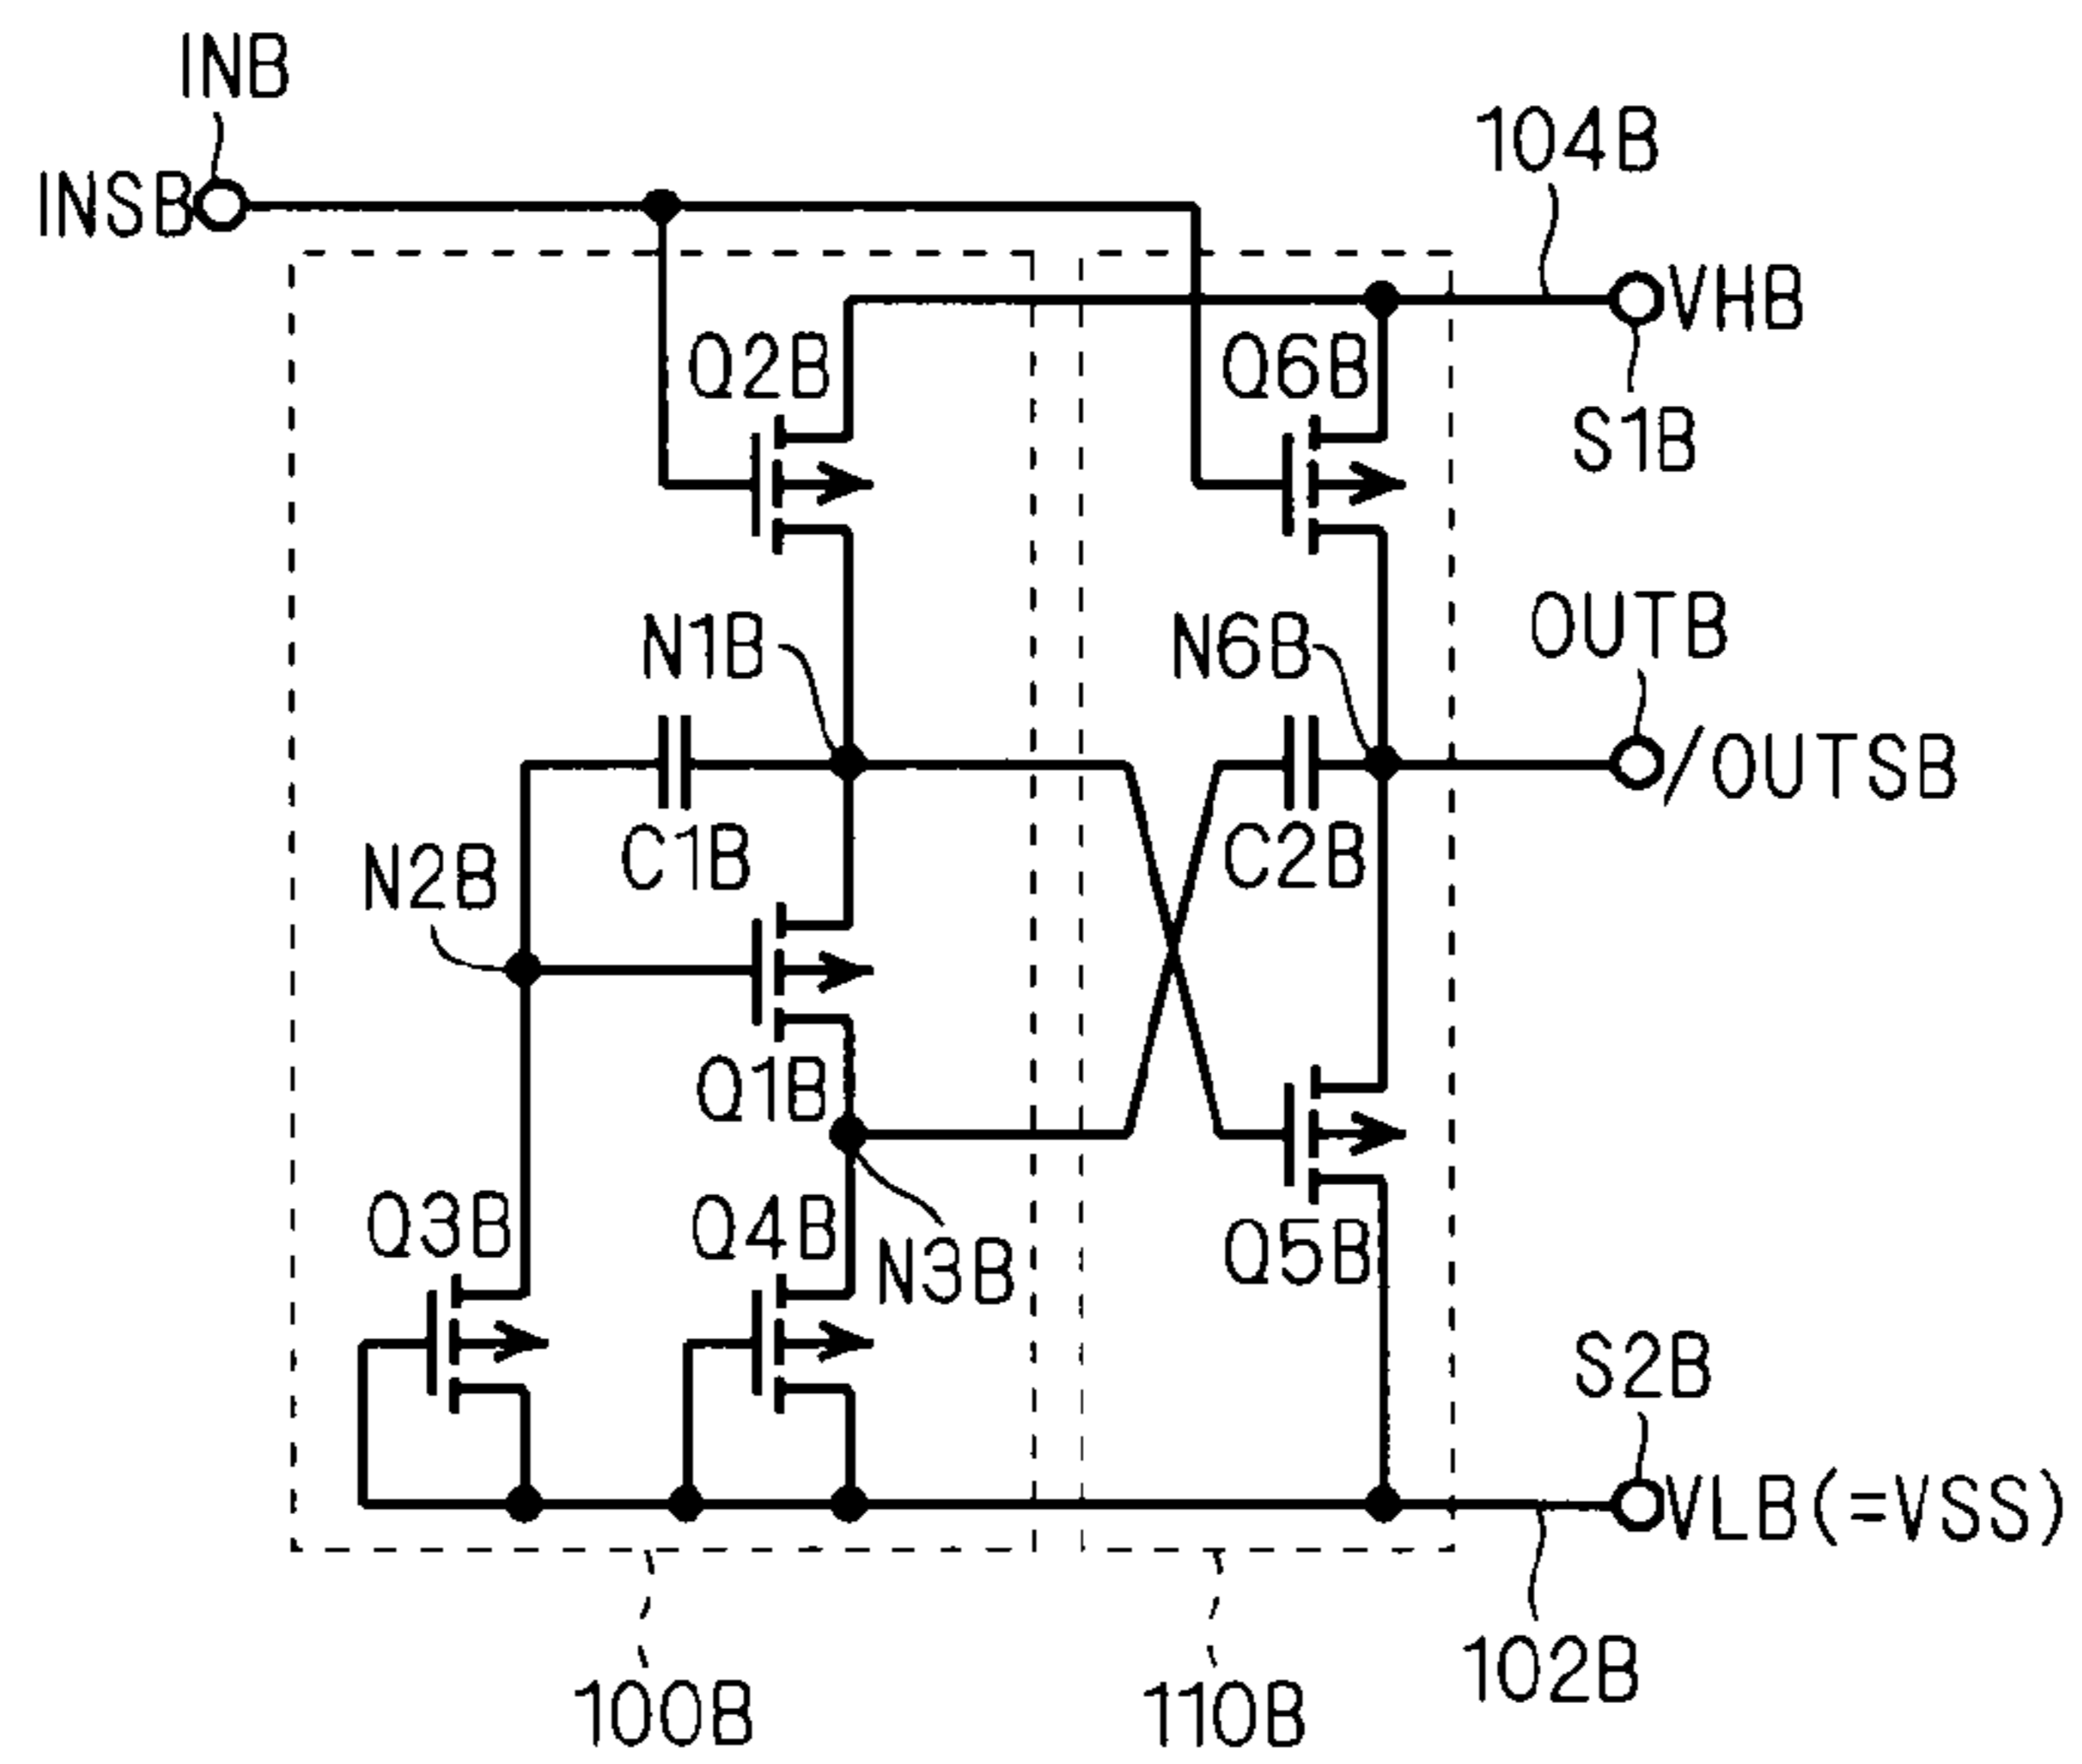 INB
INSB
104B
VHB
Q2B
Q6B
S1B
N1B
N6B
OUTB
/OUTSB
C1B
C2B
N2B
Q1B
Q3B
Q4B
N3B
Q5B
S2B
VLB(=VSS)
102B
100B
110B